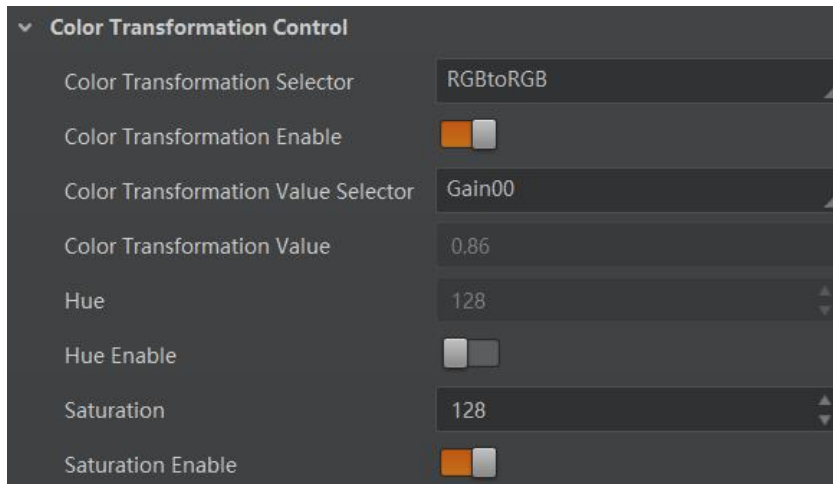 Color Transformation Control
Color Transformation Selector RGBtoRGB
Color Transformation Enable
Color Transformation Value Selector Gain00
Color Transformation Value 0.86
Hue 128
Hue Enable
Saturation 128
Saturation Enable